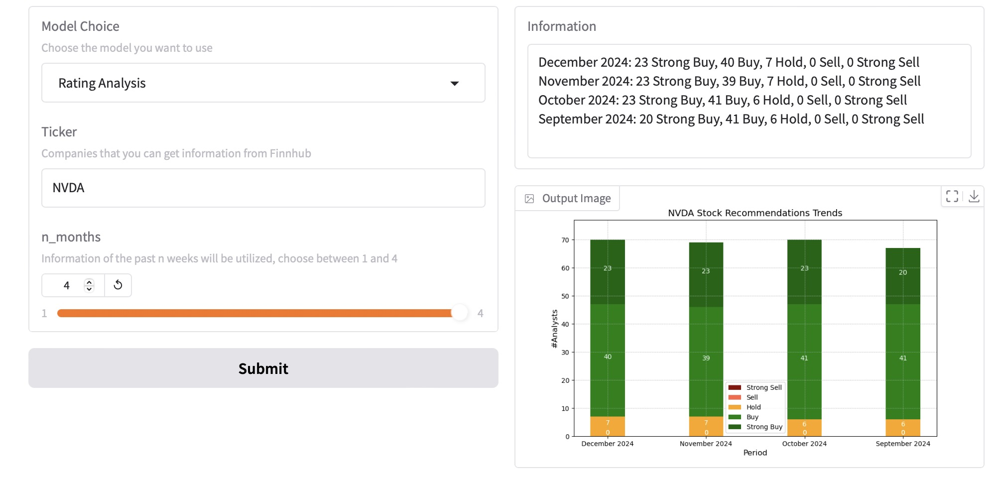 Model Choice
Choose the model you want to use
Rating Analysis
Ticker
Companies that you can get information from Finnhub
NVDA
n_months
Information of the past n weeks will be utilized, choose between 1 and 4
4
1
4
Submit
Information
December 2024: 23 Strong Buy, 40 Buy, 7 Hold, 0 Sell, 0 Strong Sell
November 2024: 23 Strong Buy, 39 Buy, 7 Hold, 0 Sell, 0 Strong Sell
October 2024: 23 Strong Buy, 41 Buy, 6 Hold, 0 Sell, 0 Strong Sell
September 2024: 20 Strong Buy, 41 Buy, 6 Hold, 0 Sell, 0 Strong Sell
Output Image
NVDA Stock Recommendations Trends
#Analysts
70
60
50
40
30
20
10
0
23
23
23
20
40
39
41
41
7
7
6
6
0
0
0
0
Strong Sell
Sell
Hold
Buy
Strong Buy
December 2024
November 2024
October 2024
September 2024
Period